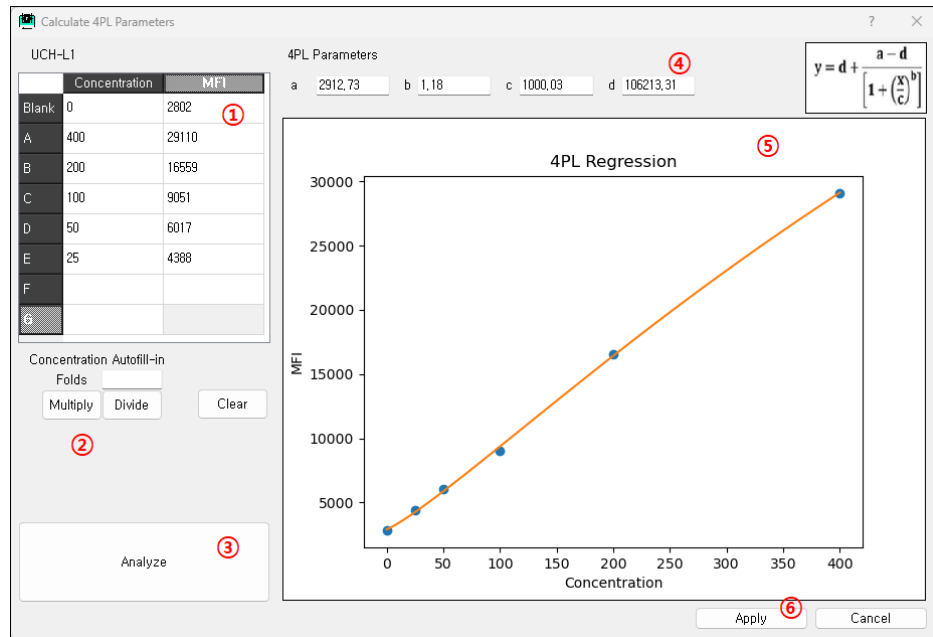 Calculate 4PL Parameters
? ×
UCH-L1
Concentration MFI
Blank 0 2802
A 400 29110
B 200 16559
C 100 9051
D 50 6017
E 25 4388
F
G
①
Concentration Autofill-in
Folds
Multiply Divide Clear
②
Analyze
③
4PL Parameters
④
a 2912,73 b 1,18 c 1000,03 d 106213,31
y = d + a − d
[1 + (x/c)^b]
⑤
4PL Regression
30000
25000
20000
15000
10000
5000
MFI
0 50 100 150 200 250 300 350 400
Concentration
⑥
Apply Cancel